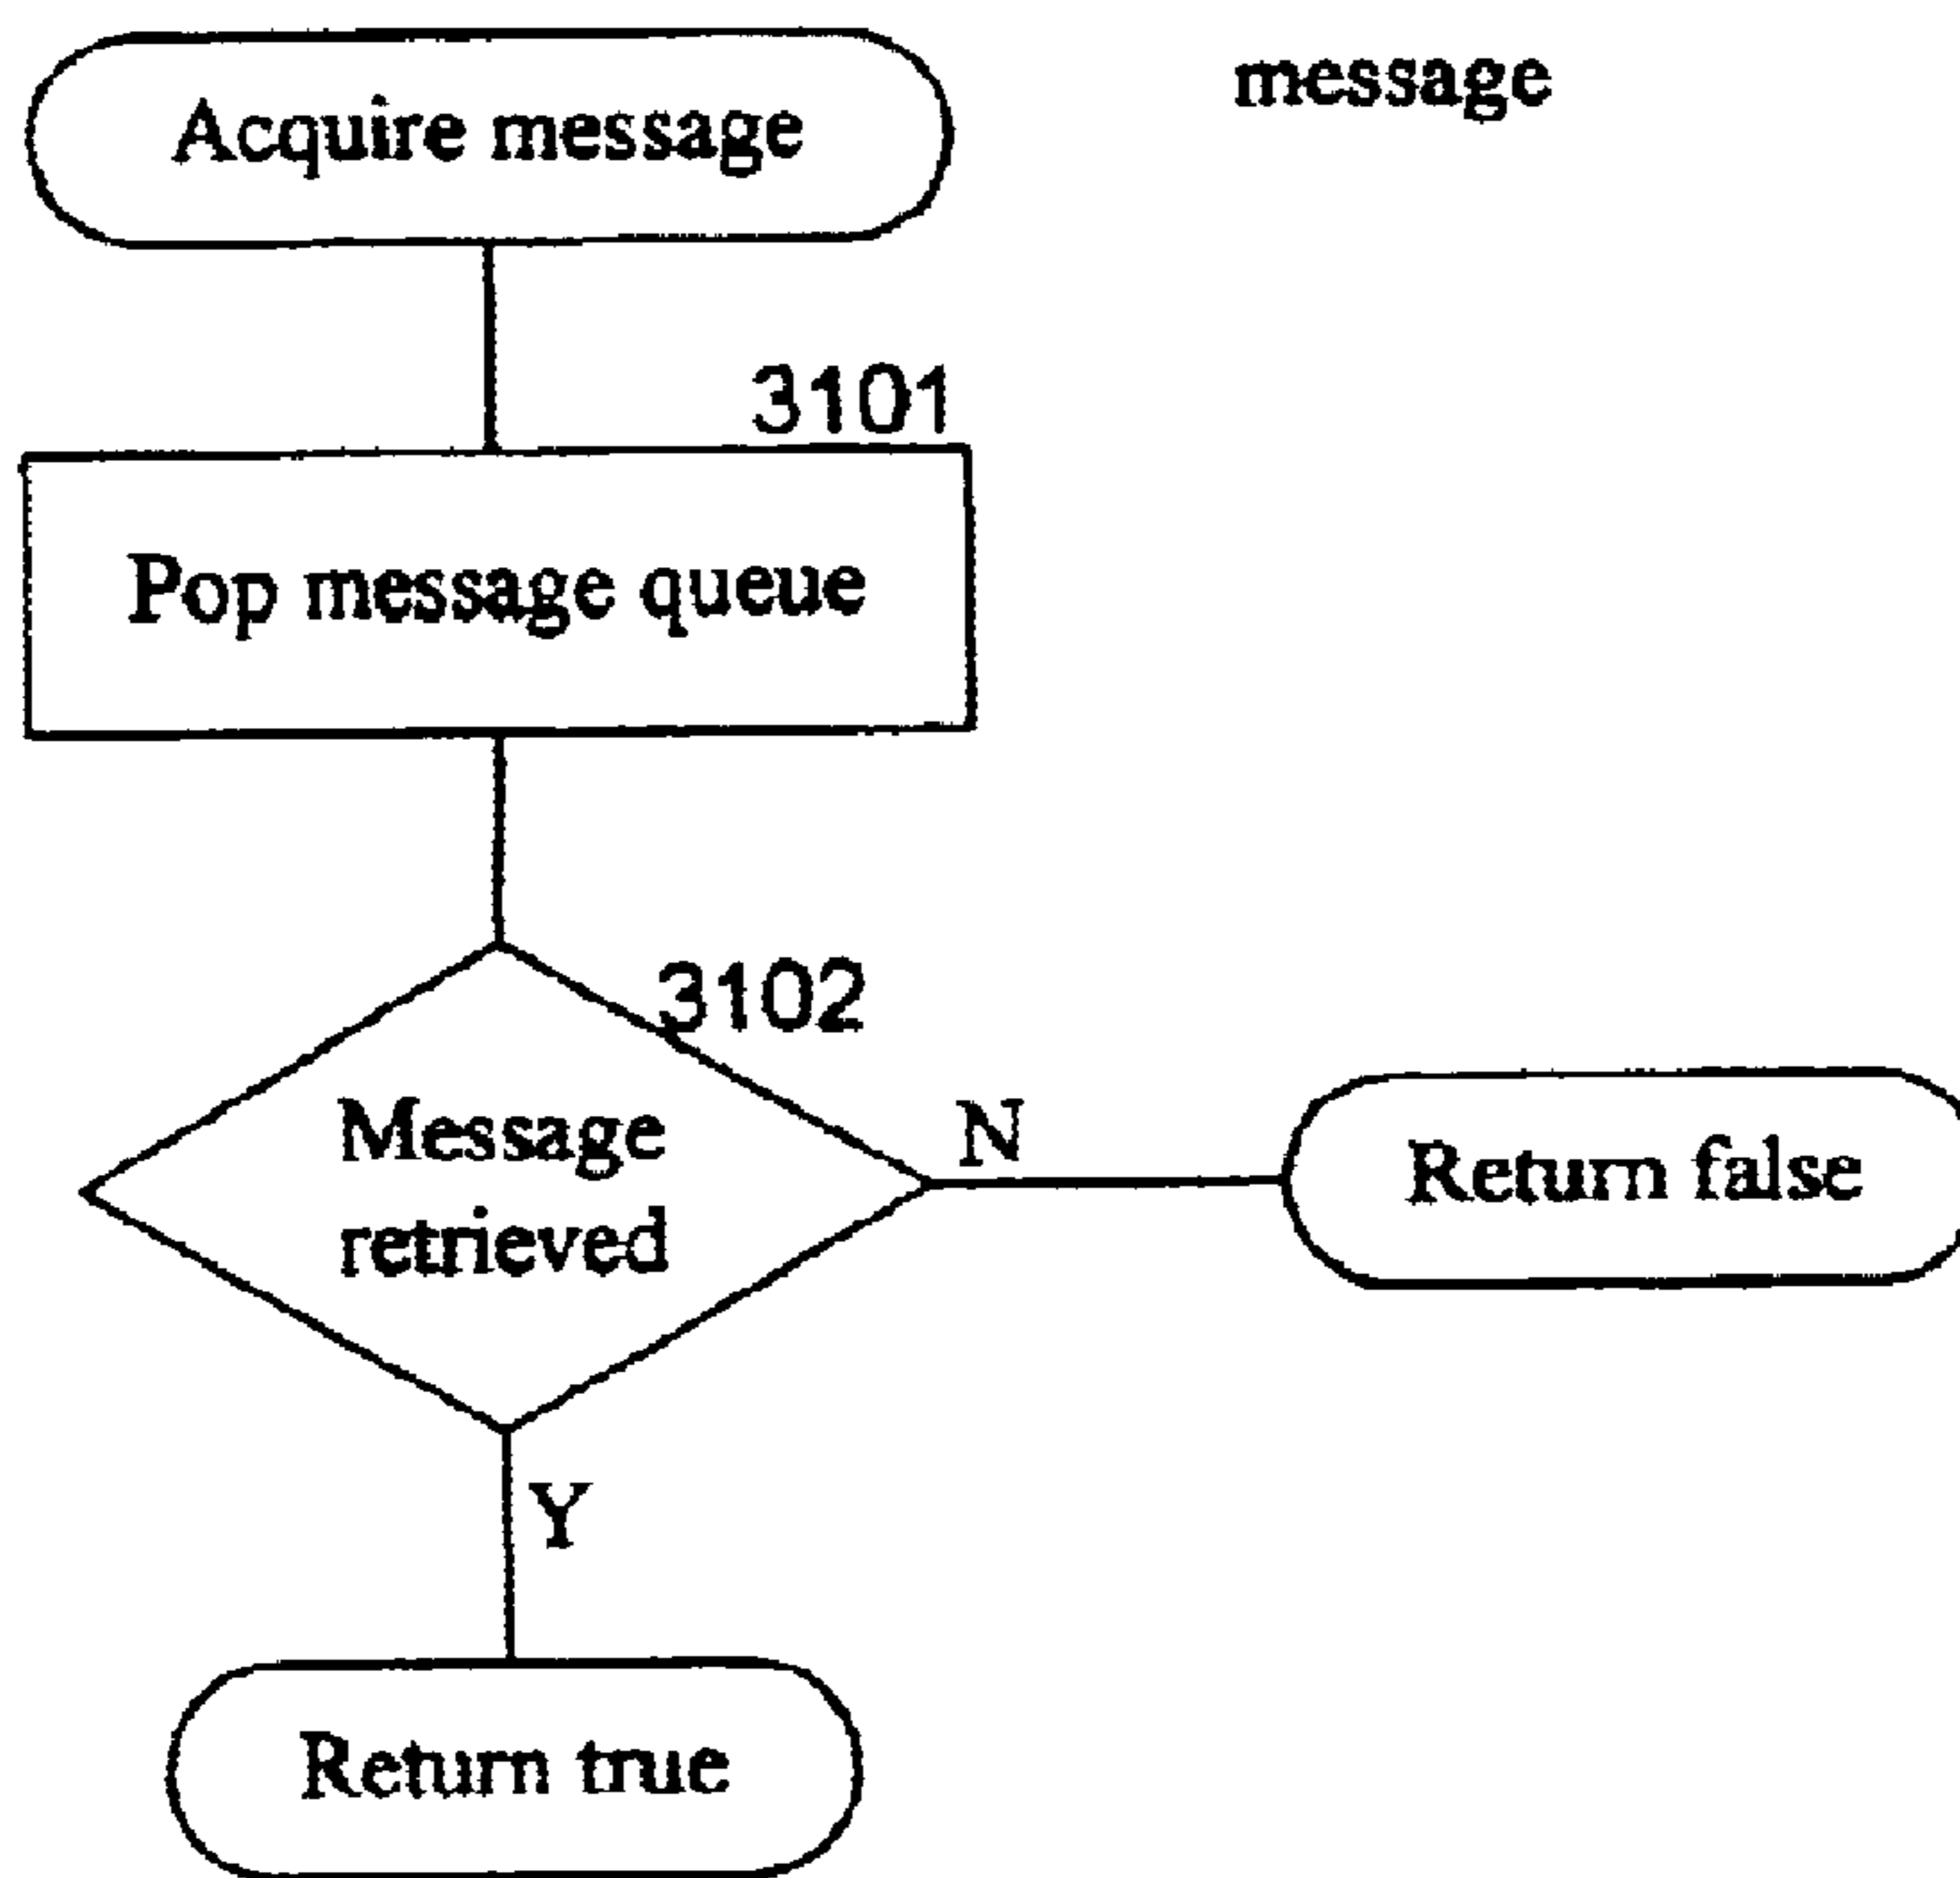 Acquire message
message
3101
Pop message queue
3102
Message
retrieved
N
Return false
Y
Return true